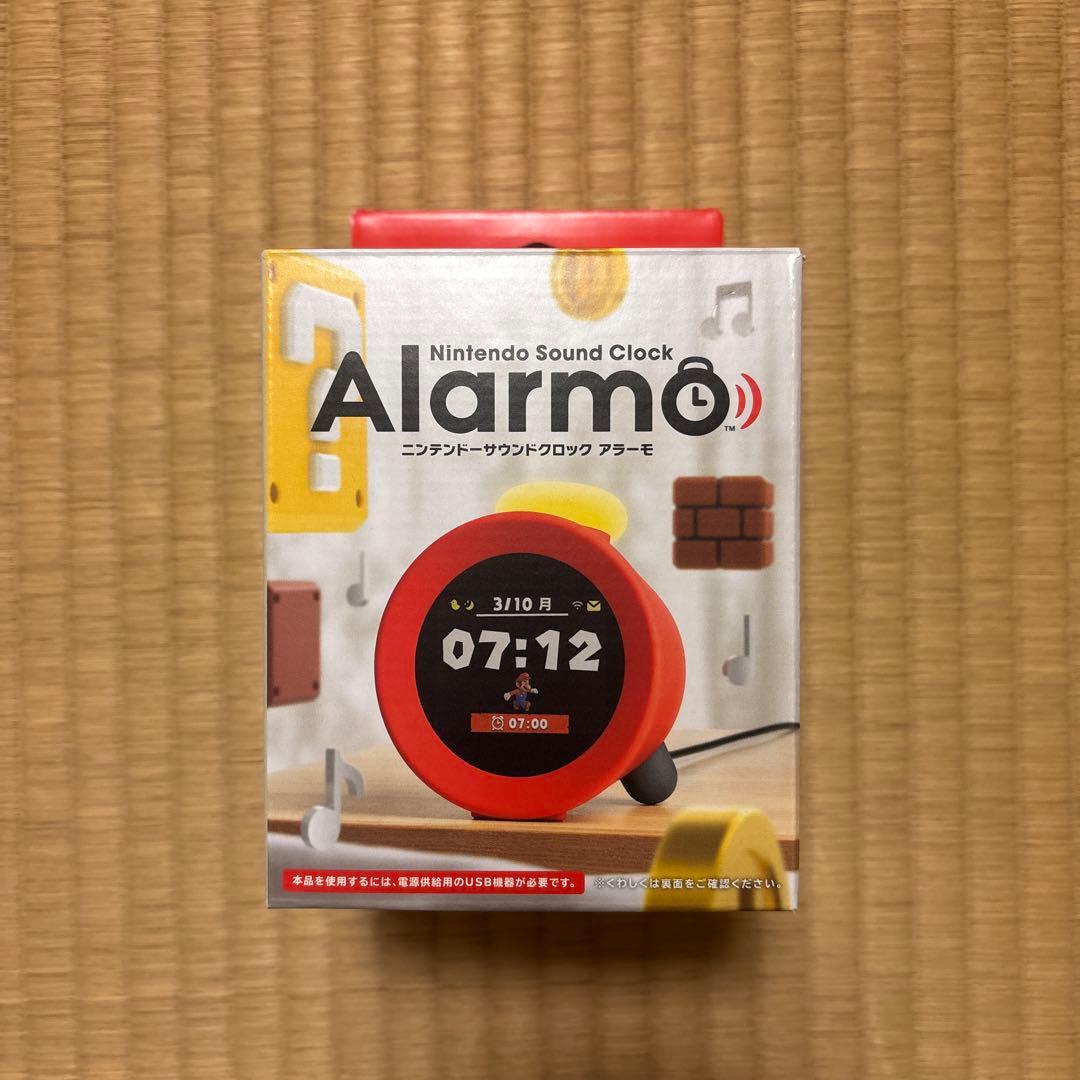 Nintendo Sound Clock
Alarmo TM
ニンテンドーサウンドクロック アラーモ
3/10 月
07:12
07:00
本品を使用するには、電源供給用のUSB機器が必要です。 ※くわしくは裏面をご確認ください。